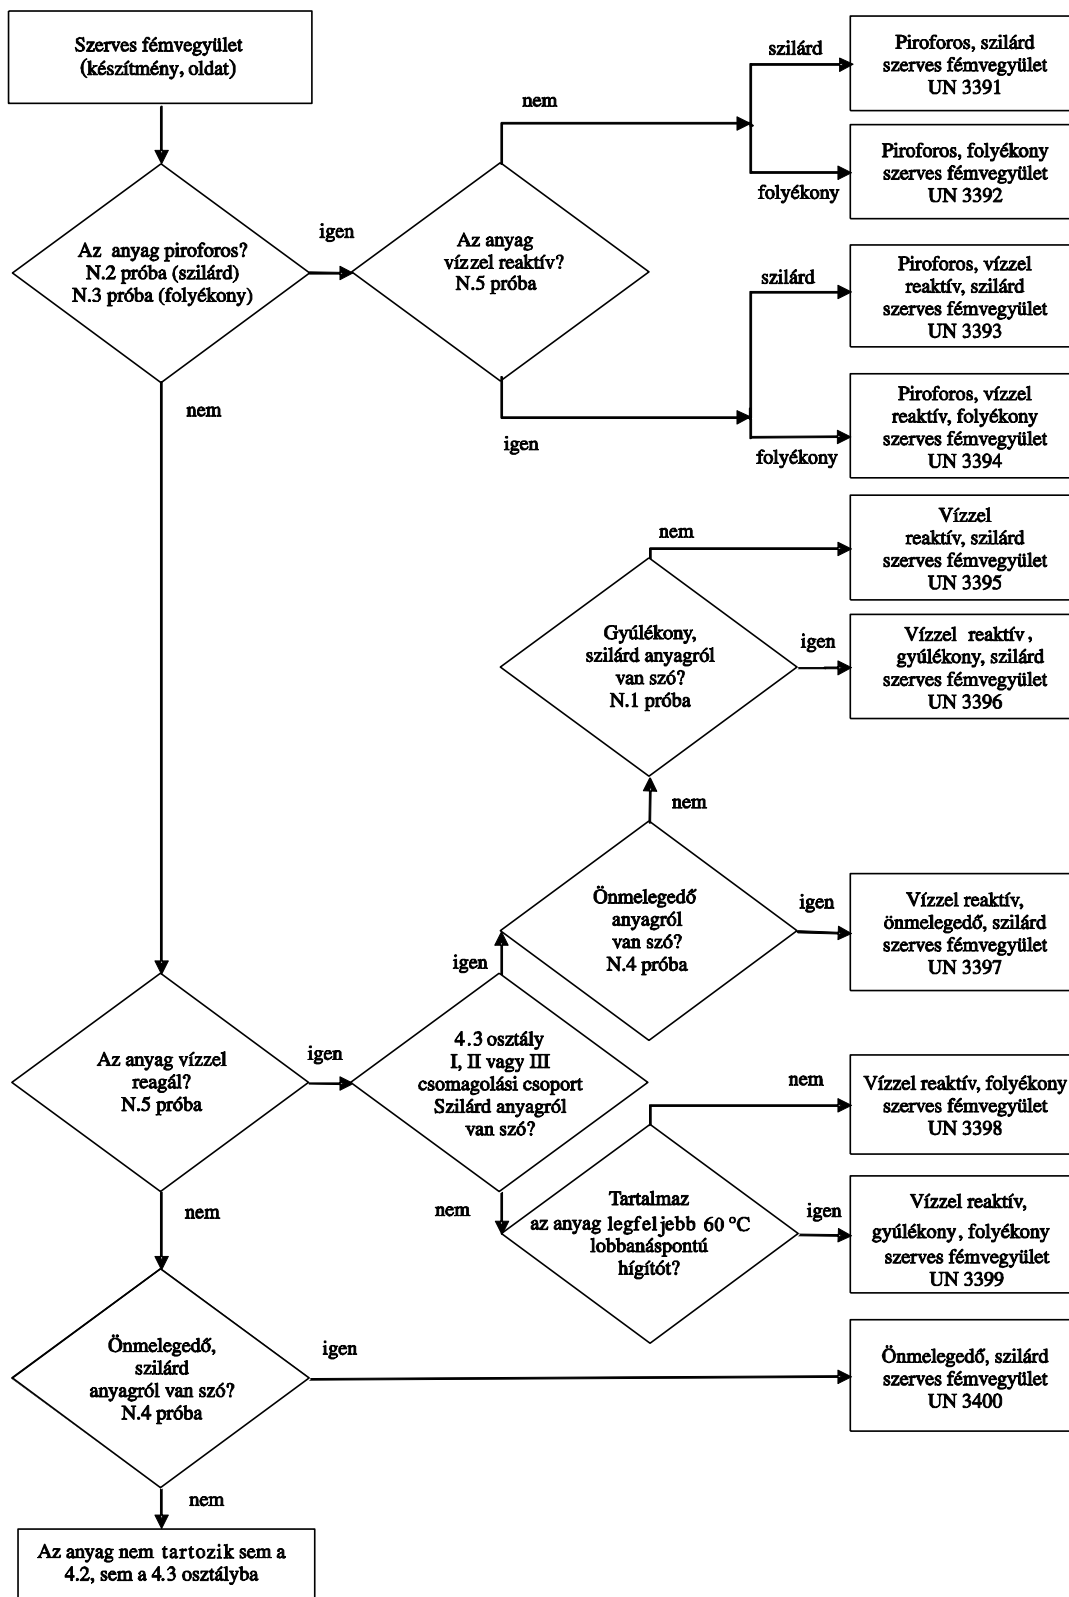 Szerves fémvegyület
(készítmény, oldat)
szilárd
Piroforos, szilárd
szerves fémvegyület
UN 3391
nem
folyékony
Piroforos, folyékony
szerves fémvegyület
UN 3392
Az anyag piroforos?
N.2 próba (szilárd)
N.3 próba (folyékony)
igen
Az anyag
vízzel reaktív?
N.5 próba
szilárd
Piroforos, vízzel
reaktív, szilárd
szerves fémvegyület
UN 3393
nem
igen
folyékony
Piroforos, vízzel
reaktív, folyékony
szerves fémvegyület
UN 3394
nem
Vízzel
reaktív, szilárd
szerves fémvegyület
UN 3395
Gyúlékony,
szilárd anyagról
van szó?
N.1 próba
igen
Vízzel reaktív,
gyúlékony, szilárd
szerves fémvegyület
UN 3396
nem
Önmelegedő
anyagról
van szó?
N.4 próba
igen
Vízzel reaktív,
önmelegedő, szilárd
szerves fémvegyület
UN 3397
igen
Az anyag vízzel
reagál?
N.5 próba
igen
4.3 osztály
I, II vagy III
csomagolási csoport
Szilárd anyagról
van szó?
nem
Vízzel reaktív, folyékony
szerves fémvegyület
UN 3398
nem
nem
Tartalmaz
az anyag legfeljebb 60 °C
lobbanáspontú
hígítót?
igen
Vízzel reaktív,
gyúlékony, folyékony
szerves fémvegyület
UN 3399
Önmelegedő,
szilárd
anyagról van szó?
N.4 próba
igen
Önmelegedő, szilárd
szerves fémvegyület
UN 3400
nem
Az anyag nem tartozik sem a
4.2, sem a 4.3 osztályba